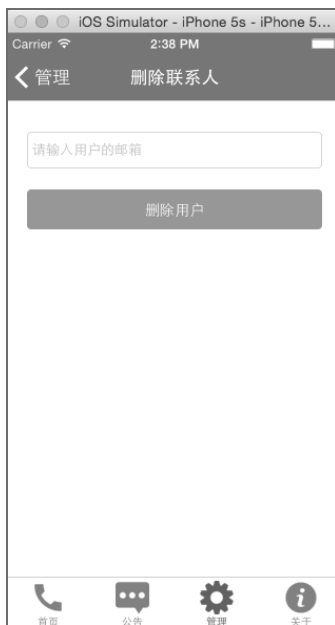 iOS Simulator - iPhone 5s - iPhone 5...
Carrier 2:38 PM
管理 删除联系人
请输入用户的邮箱
删除用户
首页 公告 管理 关于